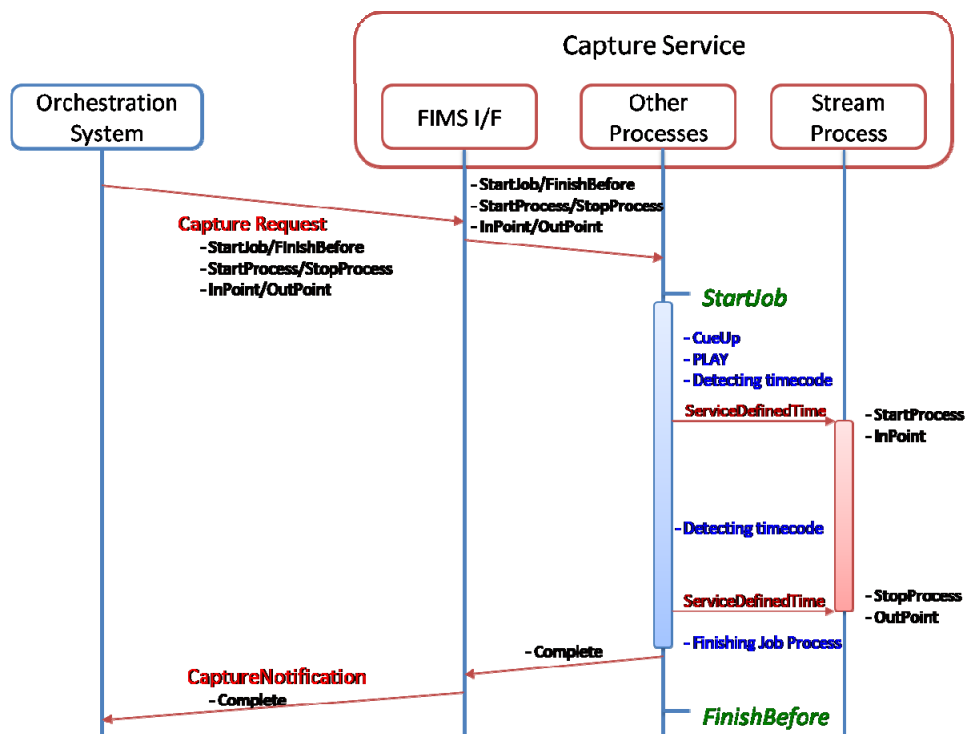 Capture Service
Orchestration
System
FIMS I/F
Other
Processes
Stream
Process
- StartJob/FinishBefore
- StartProcess/StopProcess
- InPoint/OutPoint
Capture Request
- StartJob/FinishBefore
- StartProcess/StopProcess
- InPoint/OutPoint
StartJob
- CueUp
- PLAY
- Detecting timecode
ServiceDefinedTime
- StartProcess
- InPoint
- Detecting timecode
ServiceDefinedTime
- StopProcess
- OutPoint
- Finishing Job Process
- Complete
CaptureNotification
- Complete
FinishBefore